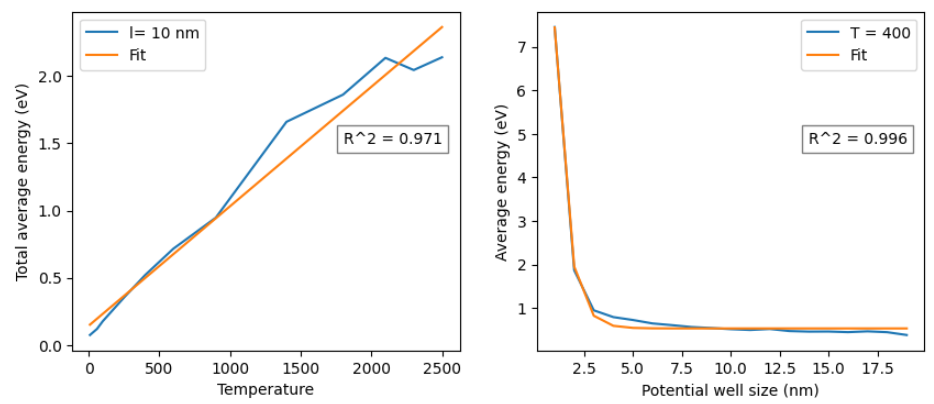 l= 10 nm
Fit
R^2 = 0.971
Total average energy (eV)
2.0
1.5
1.0
0.5
0.0
0
500
1000
1500
2000
2500
Temperature
T = 400
Fit
R^2 = 0.996
Average energy (eV)
7
6
5
4
3
2
1
2.5
5.0
7.5
10.0
12.5
15.0
17.5
Potential well size (nm)